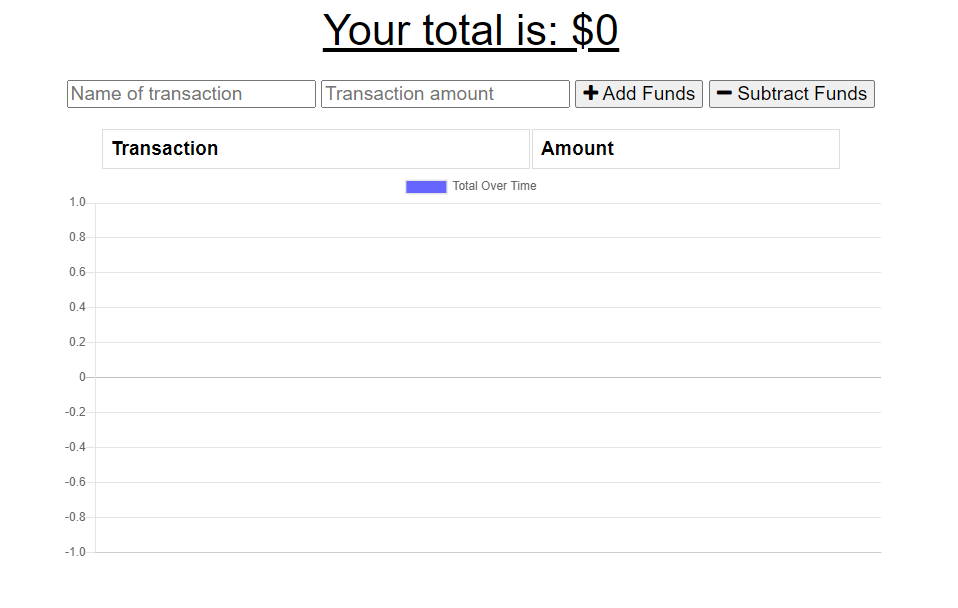 Your total is: $0
Name of transaction Transaction amount Add Funds Subtract Funds
Transaction Amount
Total Over Time
1.0
0.8
0.6
0.4
0.2
0
-0.2
-0.4
-0.6
-0.8
-1.0